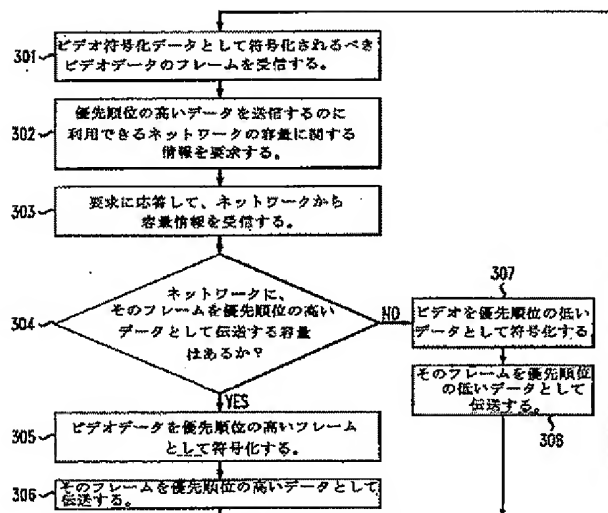 301
ビデオ符号化データとして符号化されるべき
ビデオデータのフレームを受信する。
302
優先順位の高いデータを送信するのに
利用できるネットワークの容量に関する
情報を要求する。
303
要求に応答して、ネットワークから
容量情報を受信する。
304
ネットワークに、
そのフレームを優先順位の高い
データとして伝送する容量
はあるか?
NO
307
ビデオを優先順位の低い
データとして符号化する
そのフレームを優先順位
の低いデータとして
伝送する。
308
YES
305
ビデオデータを優先順位の高いフレーム
として符号化する。
306
そのフレームを優先順位の高いデータとして
伝送する。